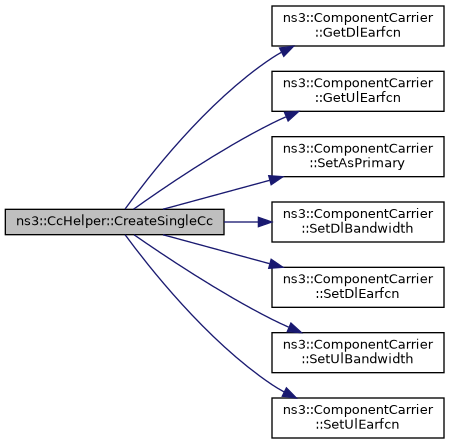 ns3::CcHelper::CreateSingleCc
ns3::ComponentCarrier
::GetDlEarfcn
ns3::ComponentCarrier
::GetUlEarfcn
ns3::ComponentCarrier
::SetAsPrimary
ns3::ComponentCarrier
::SetDlBandwidth
ns3::ComponentCarrier
::SetDlEarfcn
ns3::ComponentCarrier
::SetUlBandwidth
ns3::ComponentCarrier
::SetUlEarfcn